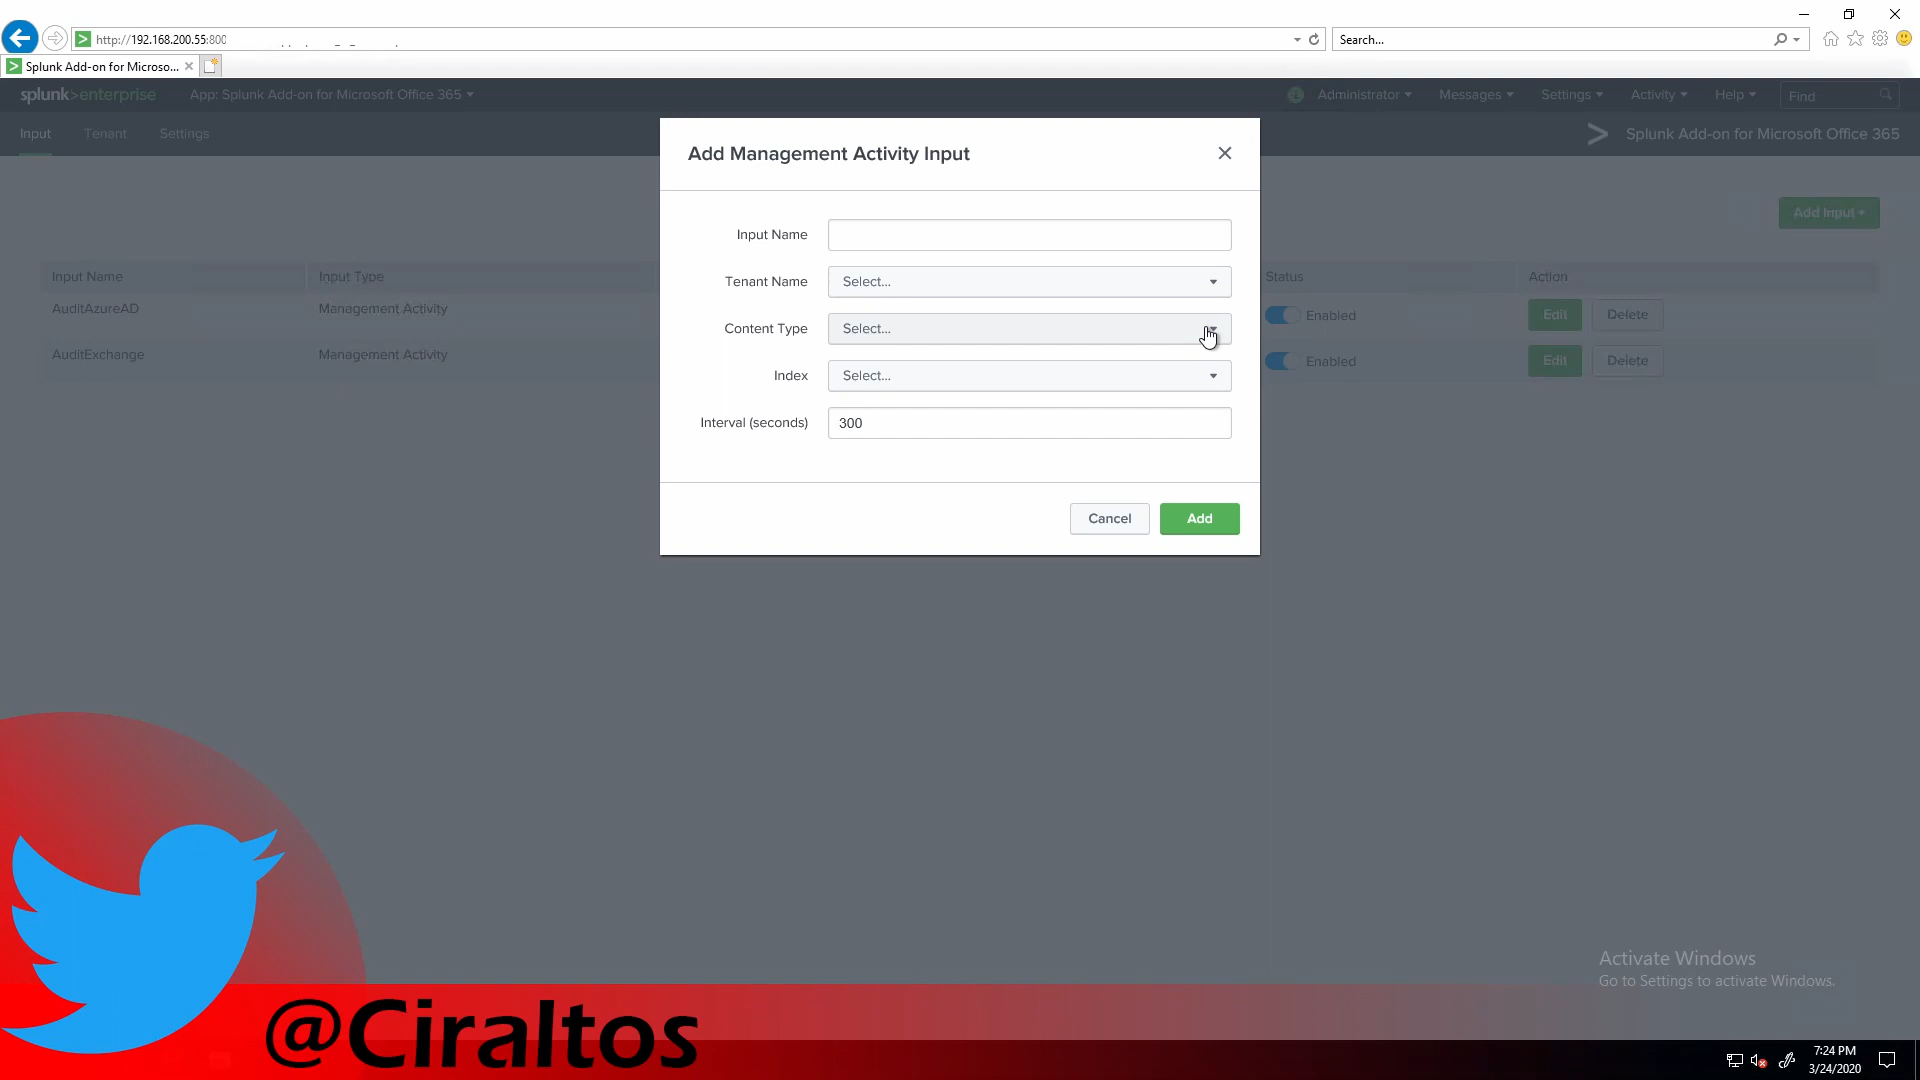 http://192.168.200.55:800
Search...
Splunk Add-on for Microso...
splunk>enterprise App: Splunk Add-on for Microsoft Office 365
Administrator Messages Settings Activity Help Find
Input Tenant Settings
Splunk Add-on for Microsoft Office 365
Add Management Activity Input
Add Input
Input Name
Tenant Name Select...
Content Type Select...
Index Select...
Interval (seconds) 300
Cancel Add
Input Name Input Type Status Action
AuditAzureAD Management Activity Enabled Edit Delete
AuditExchange Management Activity Enabled Edit Delete
Activate Windows
Go to Settings to activate Windows.
@Ciraltos
7:24 PM
3/24/2020